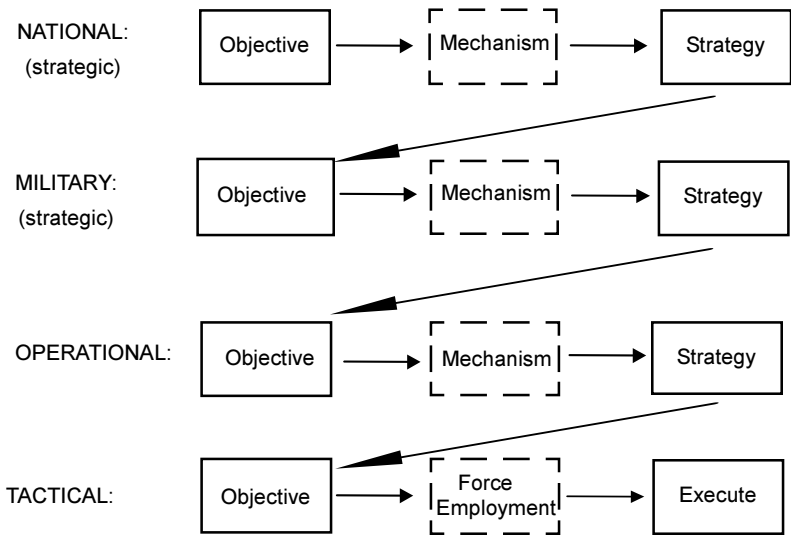 NATIONAL:
(strategic)
Objective
Mechanism
Strategy
MILITARY:
(strategic)
Objective
Mechanism
Strategy
OPERATIONAL:
Objective
Mechanism
Strategy
TACTICAL:
Objective
Force
Employment
Execute